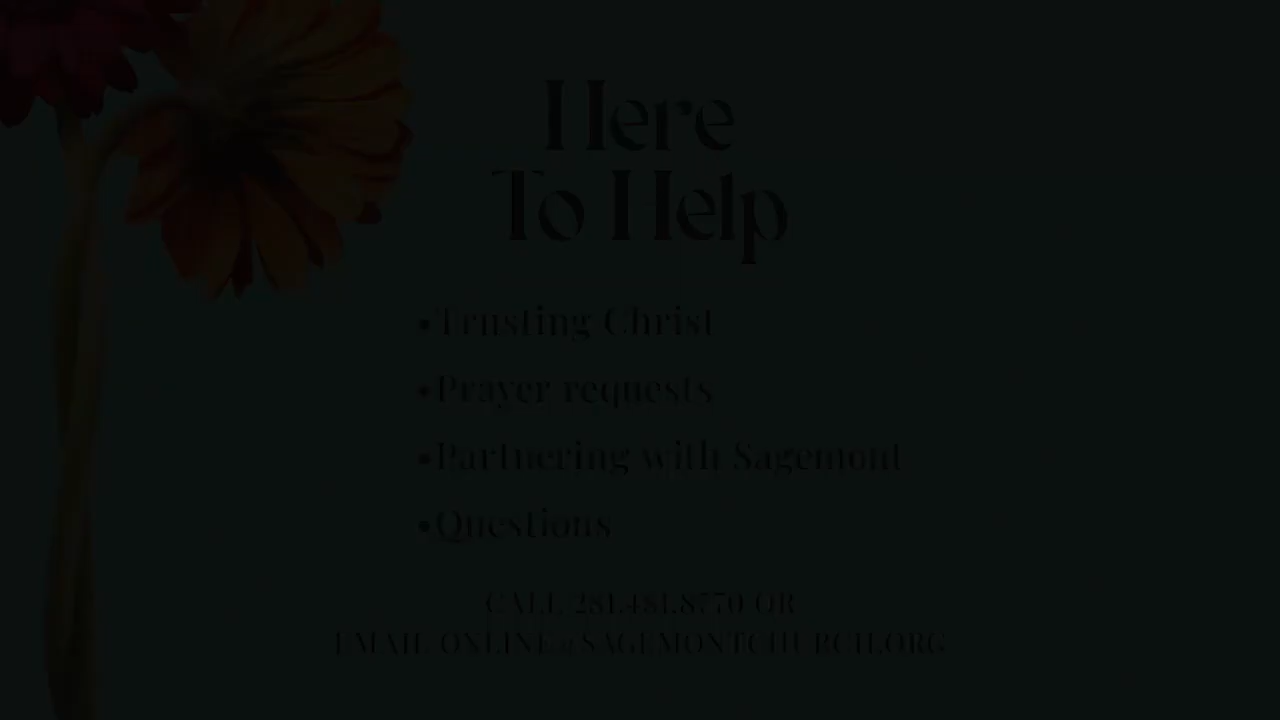 Here
To Help
•Trusting Christ
•Prayer requests
•Partnering with Sagemont
•Questions
CALL 281.481.8770 OR
EMAIL ONLINE@SAGEMONTCHURCH.ORG